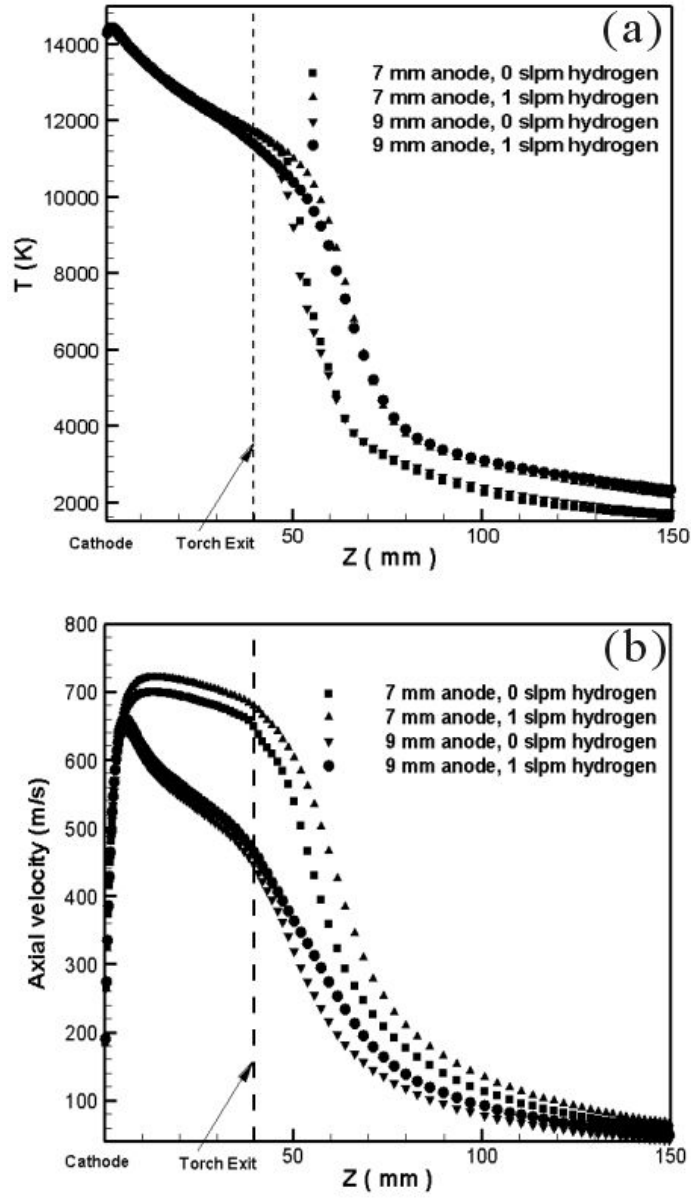 (a)
14000
12000
10000
8000
6000
4000
2000
T (K)
7 mm anode, 0 slpm hydrogen
7 mm anode, 1 slpm hydrogen
9 mm anode, 0 slpm hydrogen
9 mm anode, 1 slpm hydrogen
Cathode
Torch Exit
50
100
150
Z ( mm )
(b)
800
700
600
500
400
300
200
100
Axial velocity (m/s)
7 mm anode, 0 slpm hydrogen
7 mm anode, 1 slpm hydrogen
9 mm anode, 0 slpm hydrogen
9 mm anode, 1 slpm hydrogen
Cathode
Torch Exit
50
100
150
Z ( mm )